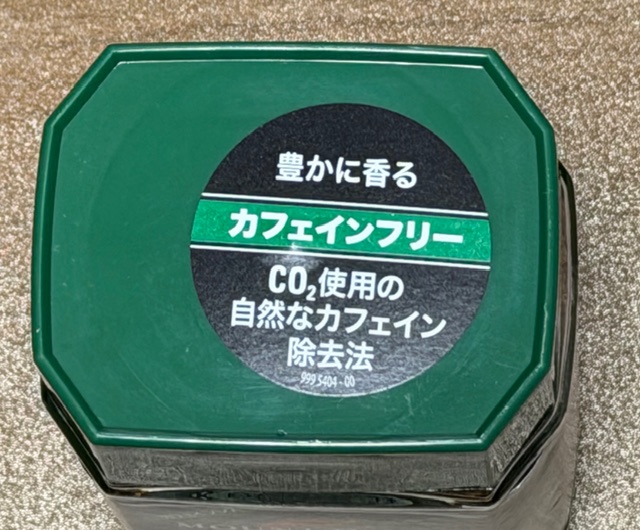 豊かに香る
カフェインフリー
CO₂使用の
自然なカフェイン
除去法
999 5404 - 00